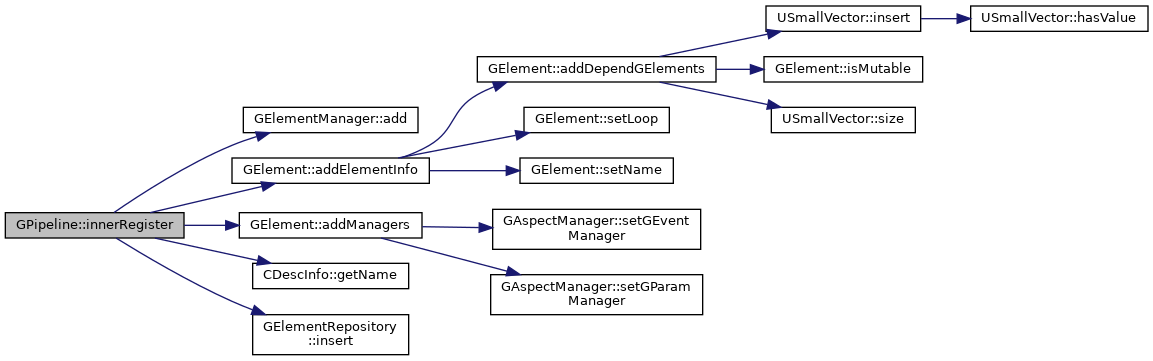 USmallVector::insert
USmallVector::hasValue
GElement::addDependGElements
GElement::isMutable
GElementManager::add
GElement::setLoop
USmallVector::size
GElement::addElementInfo
GElement::setName
GPipeline::innerRegister
GElement::addManagers
GAspectManager::setGEvent
Manager
CDescInfo::getName
GAspectManager::setGParam
Manager
GElementRepository
::insert